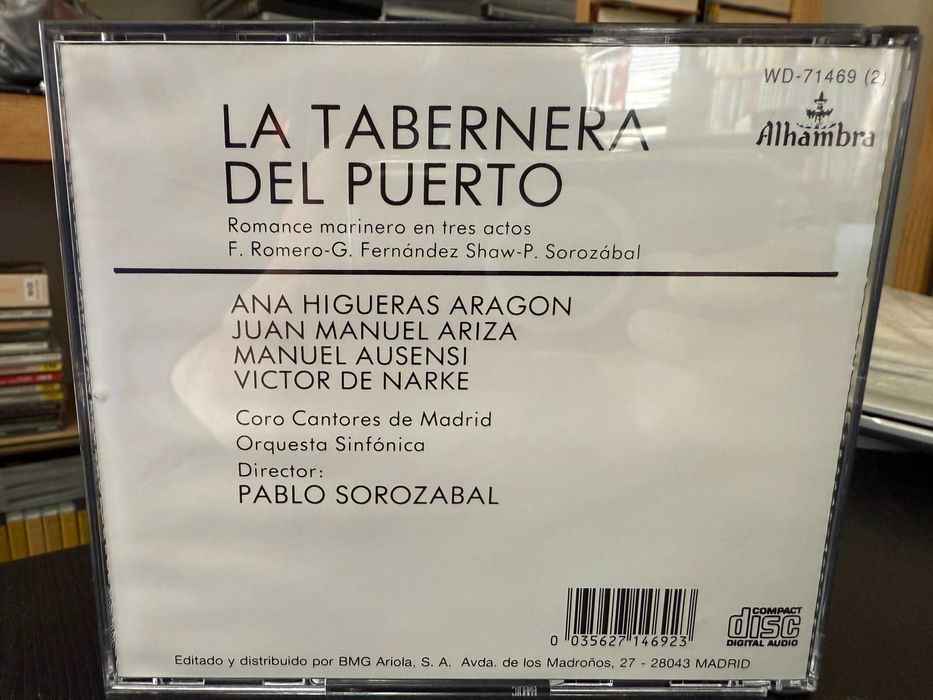 WD-71469 (2)
Alhambra
LA TABERNERA
DEL PUERTO
Romance marinero en tres actos
F. Romero-G. Fernández Shaw-P. Sorozábal
ANA HIGUERAS ARAGON
JUAN MANUEL ARIZA
MANUEL AUSENSI
VICTOR DE NARKE
Coro Cantores de Madrid
Orquesta Sinfónica
Director:
PABLO SOROZABAL
0 035627 146923
COMPACT
disc
DIGITAL AUDIO
Editado y distribuido por BMG Ariola, S. A. Avda. de los Madroños, 27 - 28043 MADRID